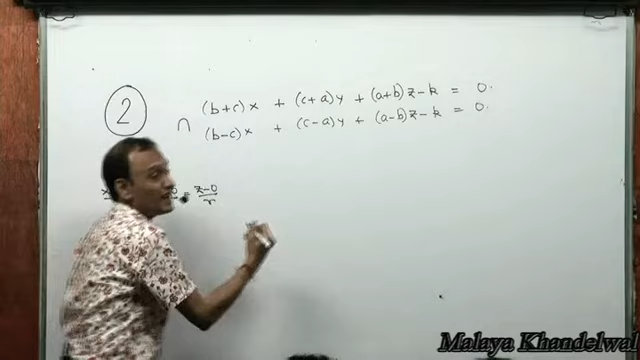 2
(b+c)x + (c+a)y + (a+b)z-k = 0.
∩ (b-c)x + (c-a)y + (a-b)z-k = 0.
= z-0/r
Malaya Khandelwal